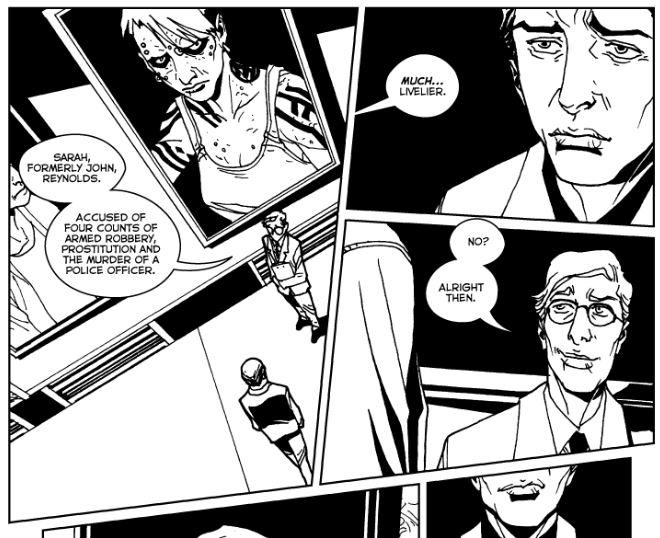 SARAH,
FORMERLY JOHN,
REYNOLDS.
ACCUSED OF
FOUR COUNTS OF
ARMED ROBBERY,
PROSTITUTION AND
THE MURDER OF A
POLICE OFFICER.
MUCH...
LIVELIER.
NO?
ALRIGHT
THEN.